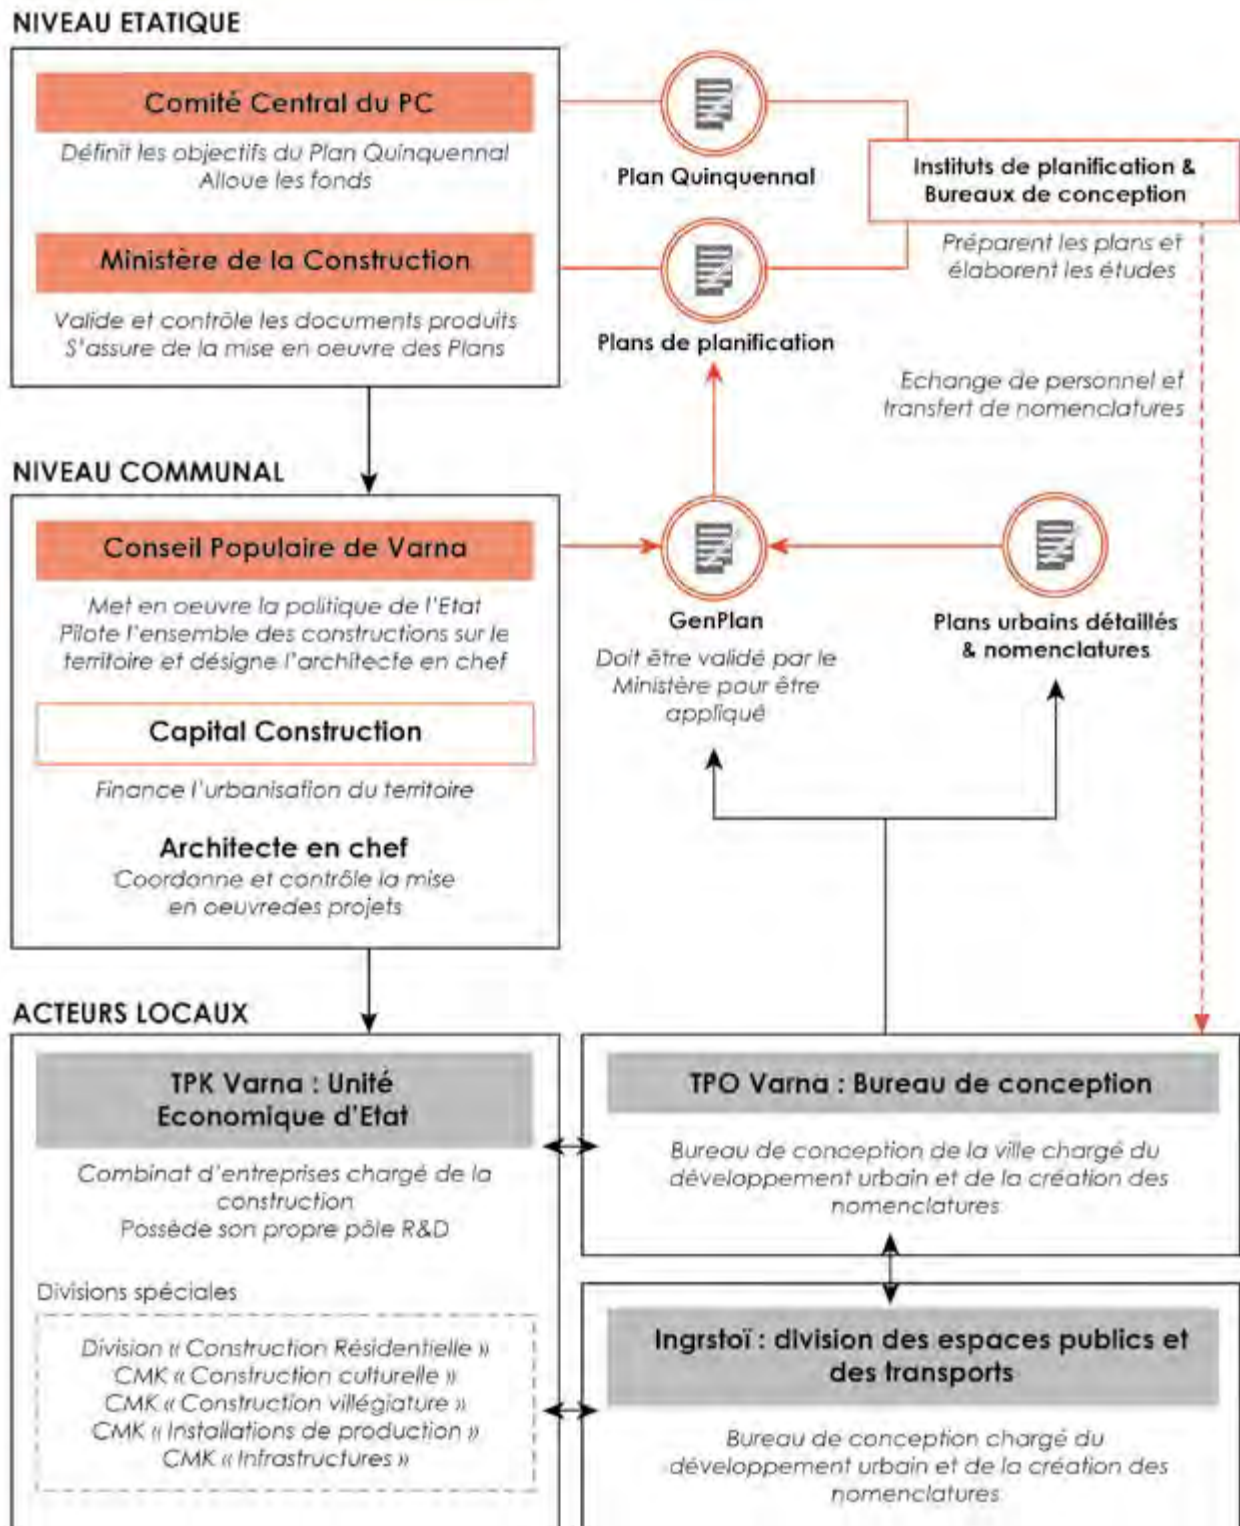 NIVEAU ETATIQUE
Comité Central du PC
Définit les objectifs du Plan Quinquennal
Alloue les fonds
Ministère de la Construction
Valide et contrôle les documents produits
S'assure de la mise en oeuvre des Plans
Plan Quinquennal
Plans de planification
Instituts de planification &
Bureaux de conception
Préparent les plans et
élaborent les études
Echange de personnel et
transfert de nomenclatures
NIVEAU COMMUNAL
Conseil Populaire de Varna
Met en oeuvre la politique de l'Etat
Pilote l'ensemble des constructions sur le
territoire et désigne l'architecte en chef
Capital Construction
Finance l'urbanisation du territoire
Architecte en chef
Coordonne et contrôle la mise
en oeuvredes projets
GenPlan
Doit être validé par le
Ministère pour être
appliqué
Plans urbains détaillés
& nomenclatures
ACTEURS LOCAUX
TPK Varna : Unité
Economique d'Etat
Combinat d'entreprises chargé de la
construction
Possède son propre pôle R&D
Divisions spéciales
Division « Construction Résidentielle »
CMK « Construction culturelle »
CMK « Construction villégiature »
CMK « Installations de production »
CMK « Infrastructures »
TPO Varna : Bureau de conception
Bureau de conception de la ville chargé du
développement urbain et de la création des
nomenclatures
Ingrstoï : division des espaces publics et
des transports
Bureau de conception chargé du
développement urbain et de la création des
nomenclatures